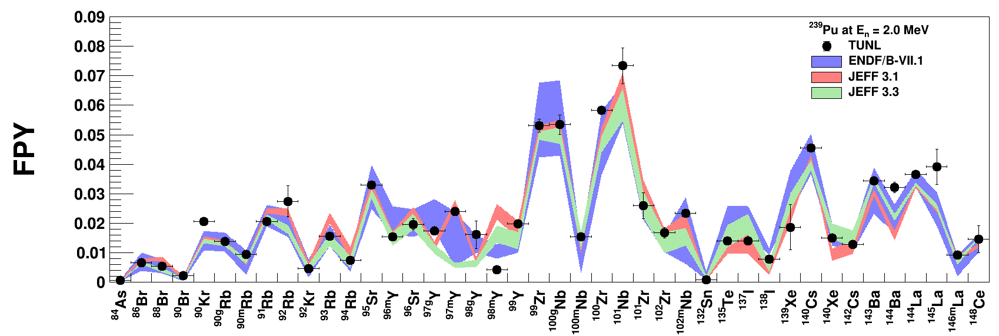 FPY
0.09
0.08
0.07
0.06
0.05
0.04
0.03
0.02
0.01
0
²³⁹Pu at Eₙ = 2.0 MeV
TUNL
ENDF/B-VII.1
JEFF 3.1
JEFF 3.3
⁸⁴As
⁸⁶Br
⁸⁸Br
⁹⁰Br
⁹⁰Kr
⁹⁰ᵍRb
⁹⁰ᵐRb
⁹¹Rb
⁹²Rb
⁹²Kr
⁹³Rb
⁹⁴Rb
⁹⁵Sr
⁹⁶ᵐY
⁹⁶Sr
⁹⁷ᵍY
⁹⁷ᵐY
⁹⁸ᵍY
⁹⁸ᵐY
⁹⁹Y
⁹⁹Zr
¹⁰⁰ᵍNb
¹⁰⁰ᵐNb
¹⁰⁰Zr
¹⁰¹Nb
¹⁰¹Zr
¹⁰²Zr
¹⁰²ᵐNb
¹³²Sn
¹³⁵Te
¹³⁷I
¹³⁸I
¹³⁹Xe
¹⁴⁰Cs
¹⁴⁰Xe
¹⁴²Cs
¹⁴³Ba
¹⁴⁴Ba
¹⁴⁴La
¹⁴⁵La
¹⁴⁶ᵐLa
¹⁴⁸Ce